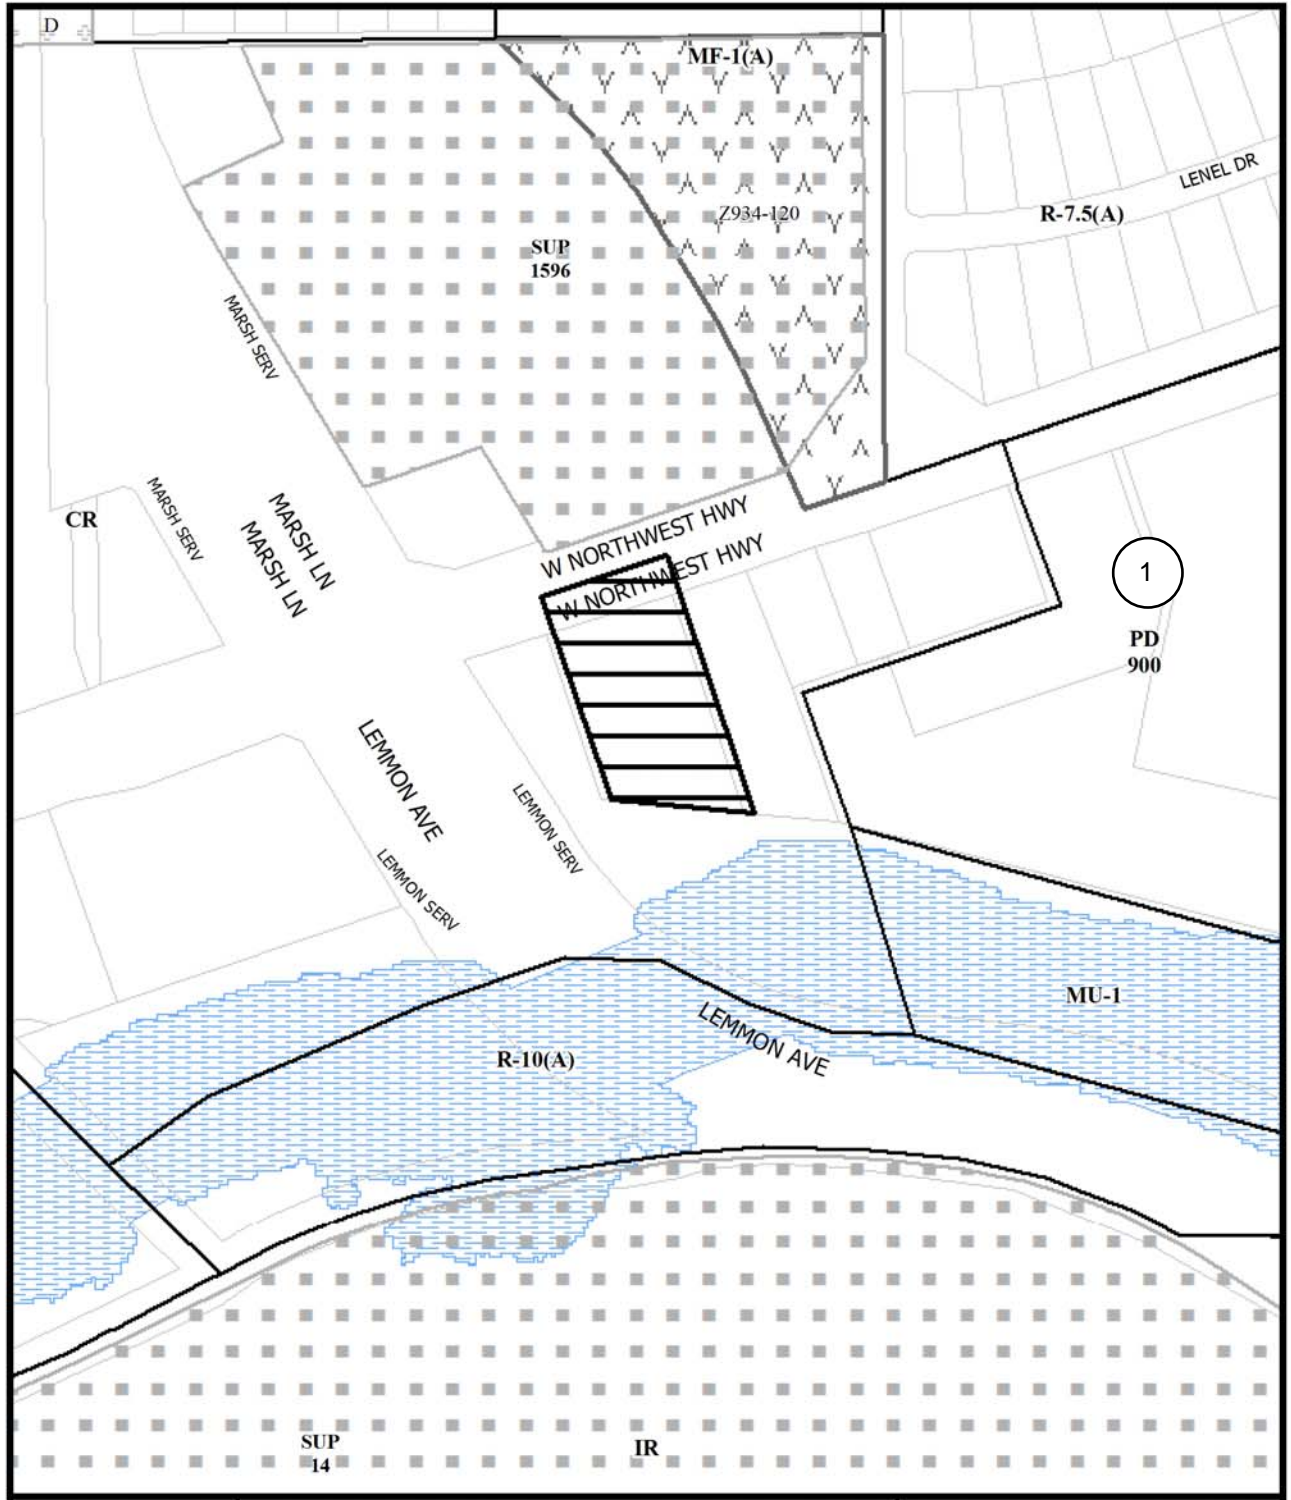 D
MF-1(A)
LENEL DR
Z934-120
R-7.5(A)
SUP
1596
MARSH SERV
MARSH SERV
MARSH LN
MARSH LN
CR
W NORTHWEST HWY
W NORTHWEST HWY
1
PD
900
LEMMON AVE
LEMMON SERV
LEMMON SERV
MU-1
LEMMON AVE
R-10(A)
SUP
14
IR